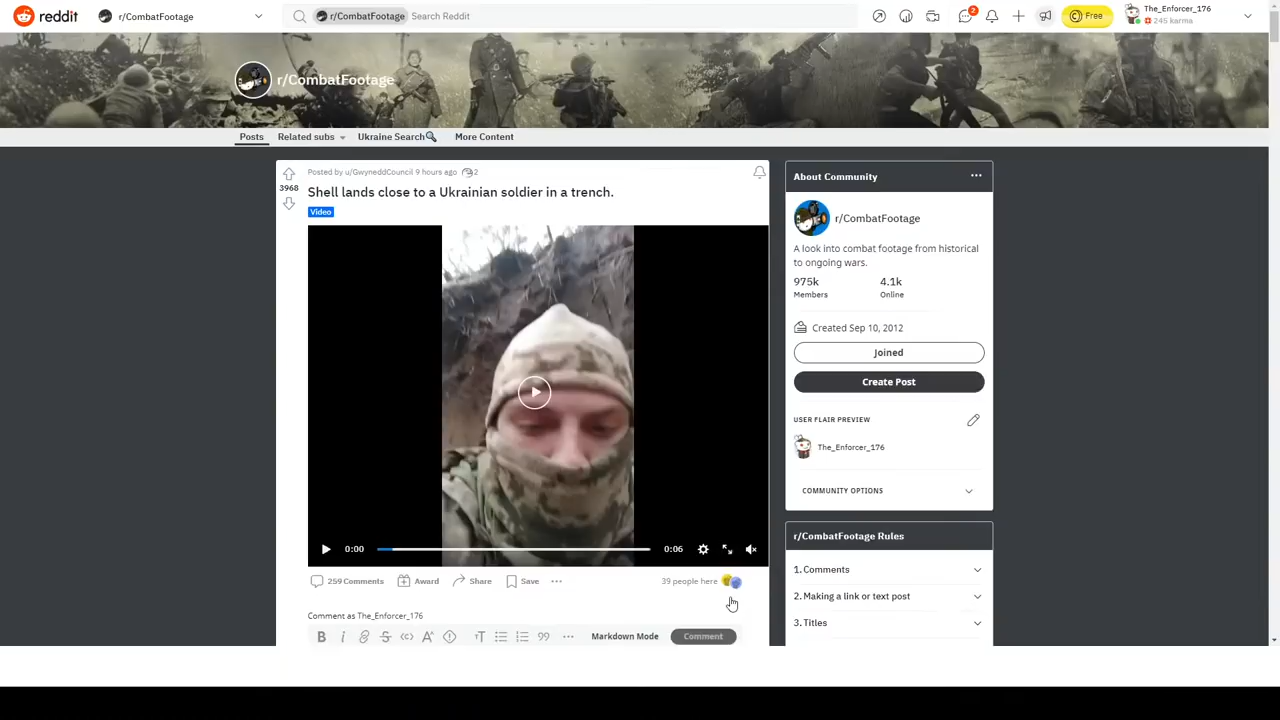 reddit
r/CombatFootage
r/CombatFootage
Search Reddit
2
Free
The_Enforcer_176
245 karma
r/CombatFootage
Posts
Related subs
Ukraine Search
More Content
3968
Posted by u/GwyneddCouncil 9 hours ago
2
Shell lands close to a Ukrainian soldier in a trench.
Video
0:00
0:06
259 Comments
Award
Share
Save
39 people here
Comment as The_Enforcer_176
Markdown Mode
Comment
About Community
r/CombatFootage
A look into combat footage from historical
to ongoing wars.
975k
4.1k
Members
Online
Created Sep 10, 2012
Joined
Create Post
USER FLAIR PREVIEW
The_Enforcer_176
COMMUNITY OPTIONS
r/CombatFootage Rules
1. Comments
2. Making a link or text post
3. Titles